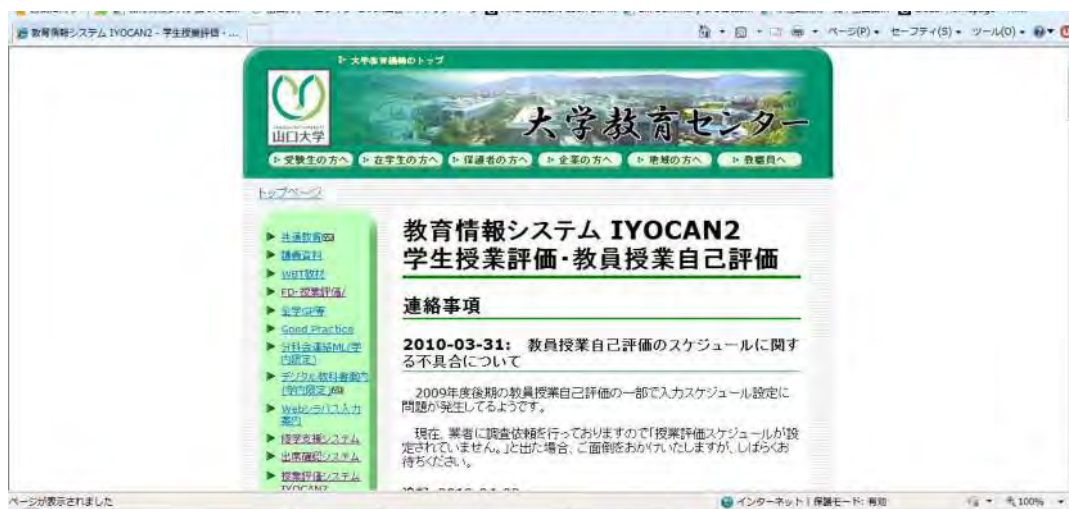 教育情報システム IYOCAN2 - 学生授業評価・...
ページ(P) セーフティ(S) ツール(O)
大学教育機構のトップ
山口大学
大学教育センター
受験生の方へ 在学生の方へ 保護者の方へ 企業の方へ 地域の方へ 教職員へ
トップページ
共通教育
講義資料
WBT教材
FD・授業評価/
全学GP等
Good Practice
分科会連絡ML(学
内限定)
デジタル教科書案内
(学内限定)
Webシラバス入力
案内
修学支援システム
出席確認システム
授業評価システム
IYOCAN2
教育情報システム IYOCAN2
学生授業評価・教員授業自己評価
連絡事項
2010-03-31: 教員授業自己評価のスケジュールに関す
る不具合について
2009年度後期の教員授業自己評価の一部で入力スケジュール設定に
問題が発生してるようです。
現在、業者に調査依頼を行っておりますので「授業評価スケジュールが設
定されていません。」と出た場合、ご面倒をおかけいたしますが、しばらくお
待ちください。
ページが表示されました
インターネット | 保護モード: 有効
100%